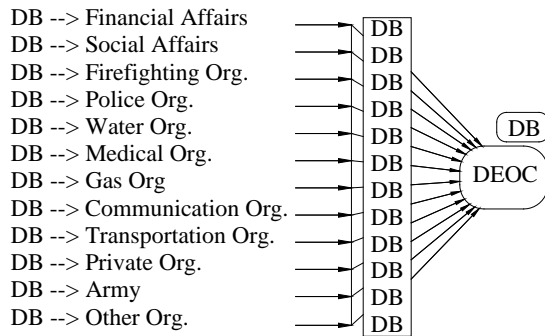 DB --> Financial Affairs
DB --> Social Affairs
DB --> Firefighting Org.
DB --> Police Org.
DB --> Water Org.
DB --> Medical Org.
DB --> Gas Org
DB --> Communication Org.
DB --> Transportation Org.
DB --> Private Org.
DB --> Army
DB --> Other Org.
DB
DB
DB
DB
DB
DB
DB
DB
DB
DB
DB
DB
DB
DEOC